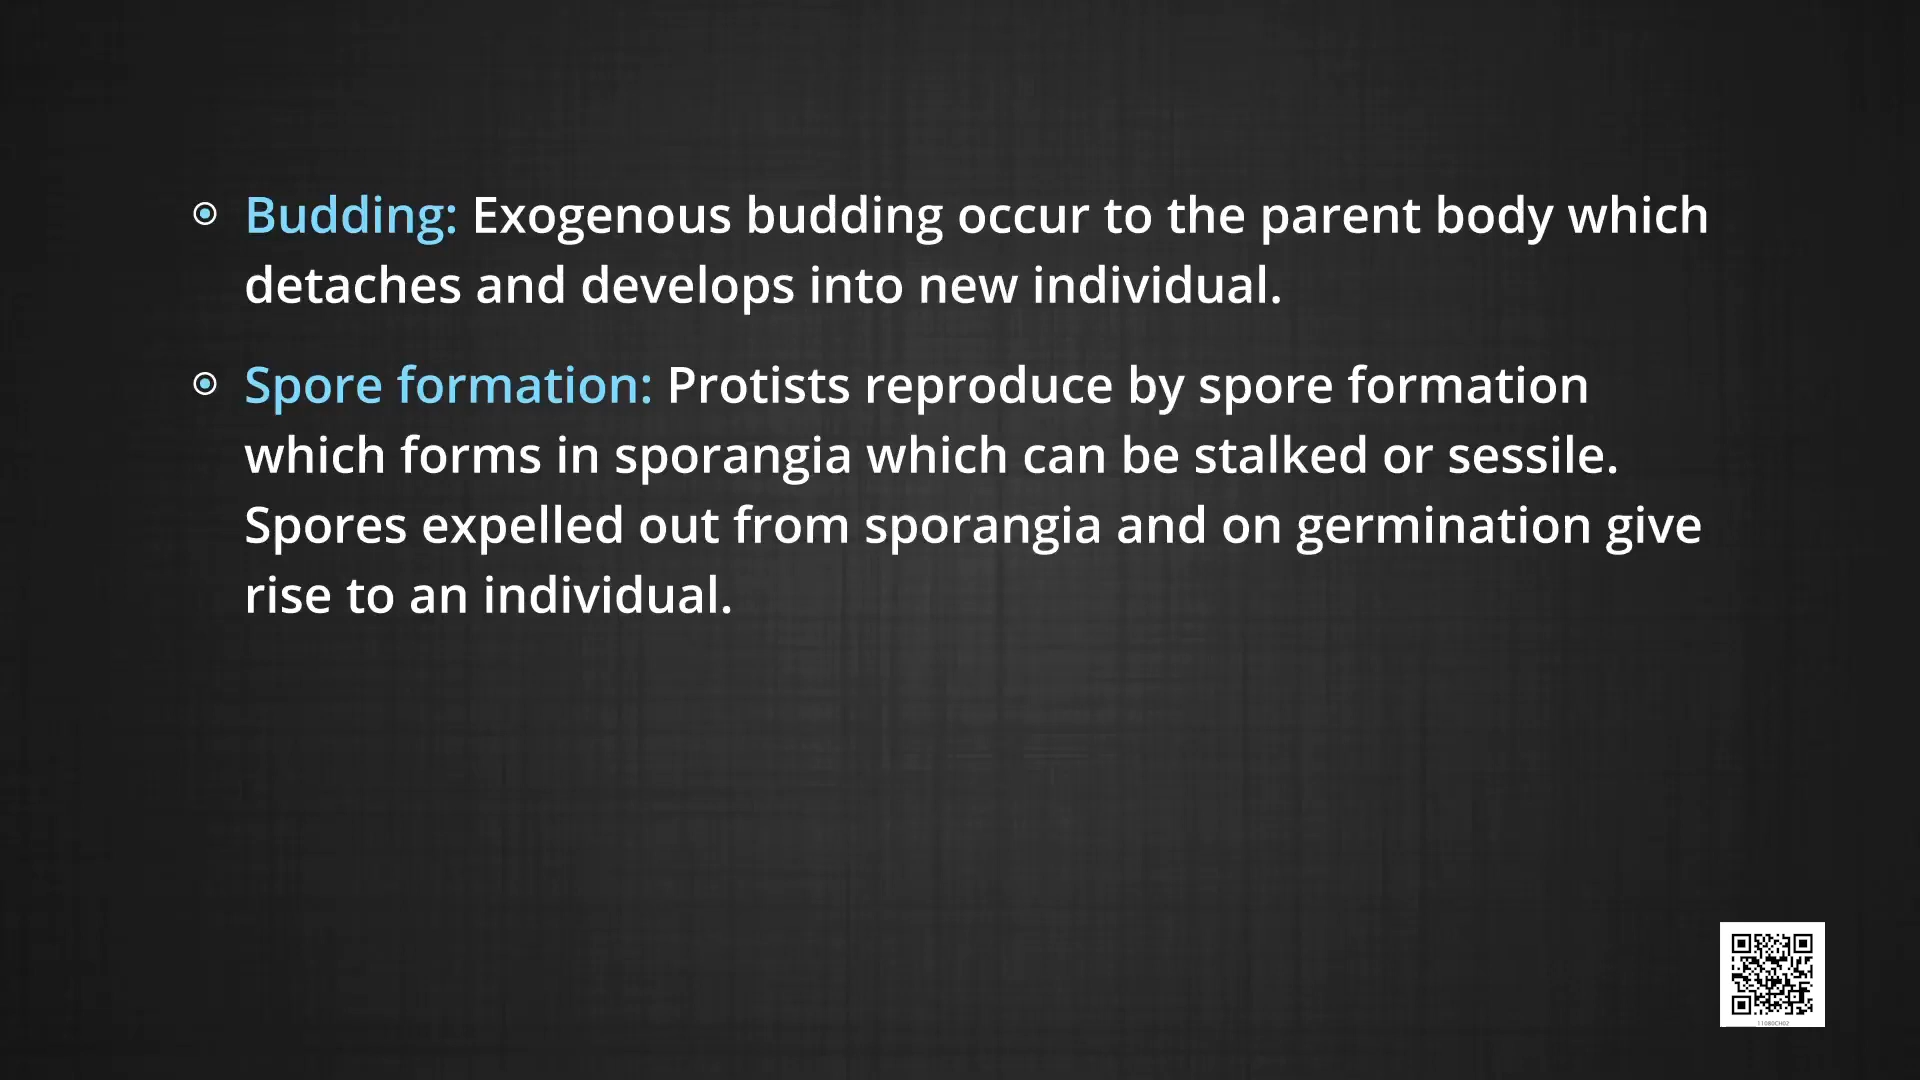 Budding: Exogenous budding occur to the parent body which
detaches and develops into new individual.
Spore formation: Protists reproduce by spore formation
which forms in sporangia which can be stalked or sessile.
Spores expelled out from sporangia and on germination give
rise to an individual.
11080CH02